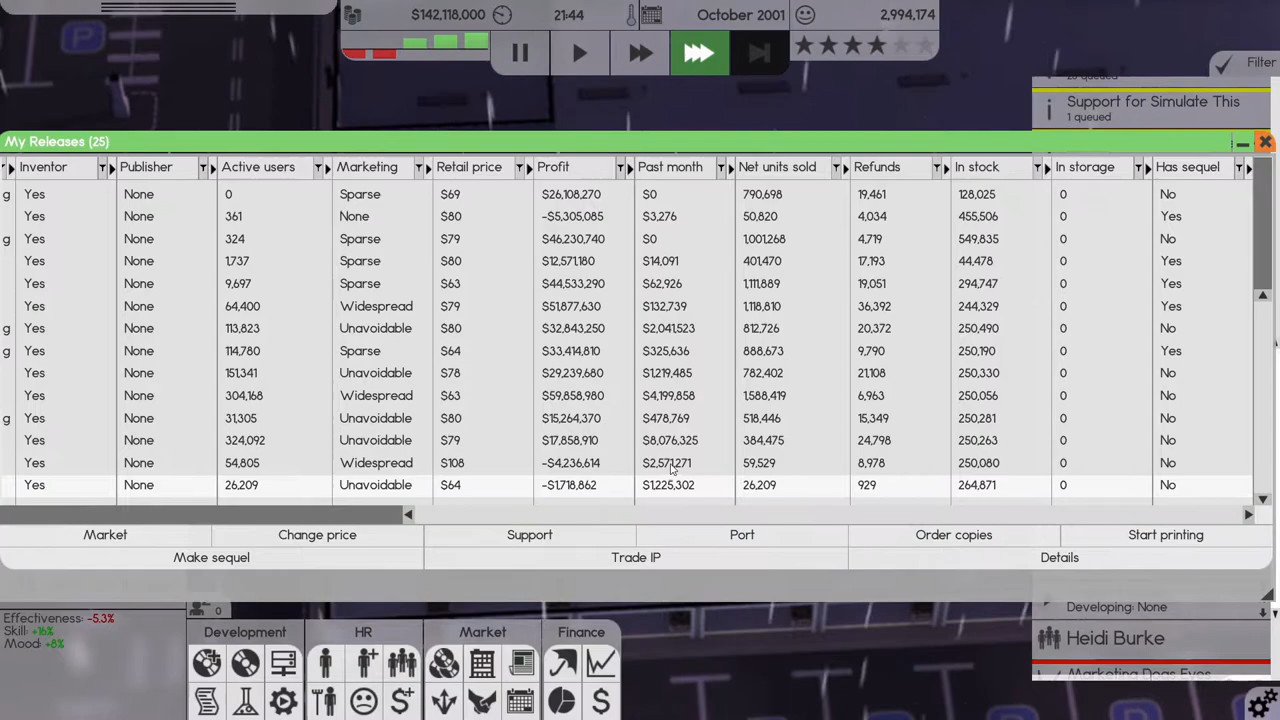 $142,118,000 21:44 October 2001 2,994,174
Filter
Support for Simulate This
1 queued
My Releases (25)
Inventor Publisher Active users Marketing Retail price Profit Past month Net units sold Refunds In stock In storage Has sequel
g Yes None 0 Sparse $69 $26,108,270 $0 790,698 19,461 128,025 0 No
Yes None 361 None $80 -$5,305,085 $3,276 50,820 4,034 455,506 0 Yes
g Yes None 324 Sparse $79 $46,230,740 $0 1,001,268 4,719 549,835 0 No
Yes None 1,737 Sparse $80 $12,571,180 $14,091 401,470 17,193 44,478 0 Yes
Yes None 9,697 Sparse $63 $44,533,290 $62,926 1,111,889 19,051 294,747 0 Yes
Yes None 64,400 Widespread $79 $51,877,630 $132,739 1,118,810 36,392 244,329 0 Yes
g Yes None 113,823 Unavoidable $80 $32,843,250 $2,041,523 812,726 20,372 250,490 0 No
g Yes None 114,780 Sparse $64 $33,414,810 $325,636 888,673 9,790 250,190 0 Yes
Yes None 151,341 Unavoidable $78 $29,239,680 $1,219,485 782,402 21,108 250,330 0 No
Yes None 304,168 Widespread $63 $59,858,980 $4,199,858 1,588,419 6,963 250,056 0 No
g Yes None 31,305 Unavoidable $80 $15,264,370 $478,769 518,446 15,349 250,281 0 No
Yes None 324,092 Unavoidable $79 $17,858,910 $8,076,325 384,475 24,798 250,263 0 No
Yes None 54,805 Widespread $108 -$4,236,614 $2,571,271 59,529 8,978 250,080 0 No
Yes None 26,209 Unavoidable $64 -$1,718,862 $1,225,302 26,209 929 264,871 0 No
Market Change price Support Port Order copies Start printing
Make sequel Trade IP Details
Effectiveness: -5.3%
Skill: +16%
Mood: +8%
0
Development HR Market Finance
Developing: None
Heidi Burke
Marketing Dogs Eyes